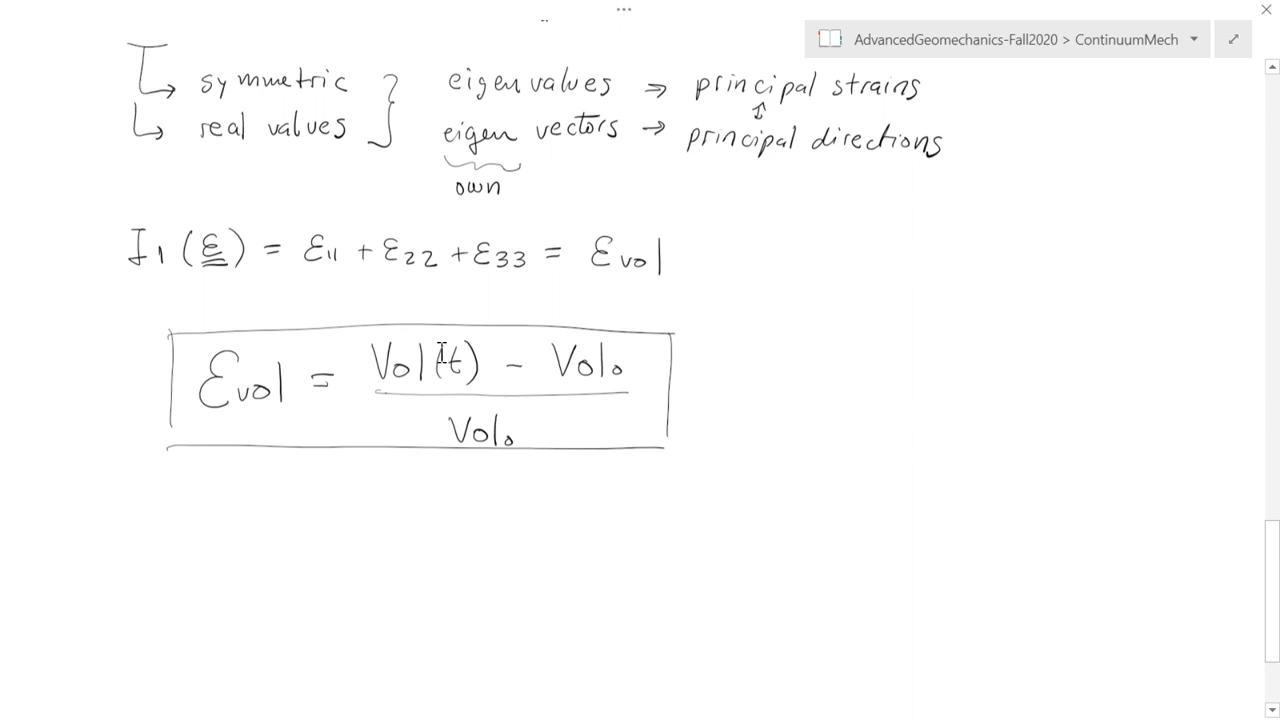 AdvancedGeomechanics-Fall2020 > ContinuumMech
↳ symmetric } eigen values ⇒ principal strains
↳ real values } eigen vectors → principal directions
own
I₁(ε) = ε₁₁ + ε₂₂ + ε₃₃ = εvol
εvol = Vol(t) - Vol₀
Vol₀